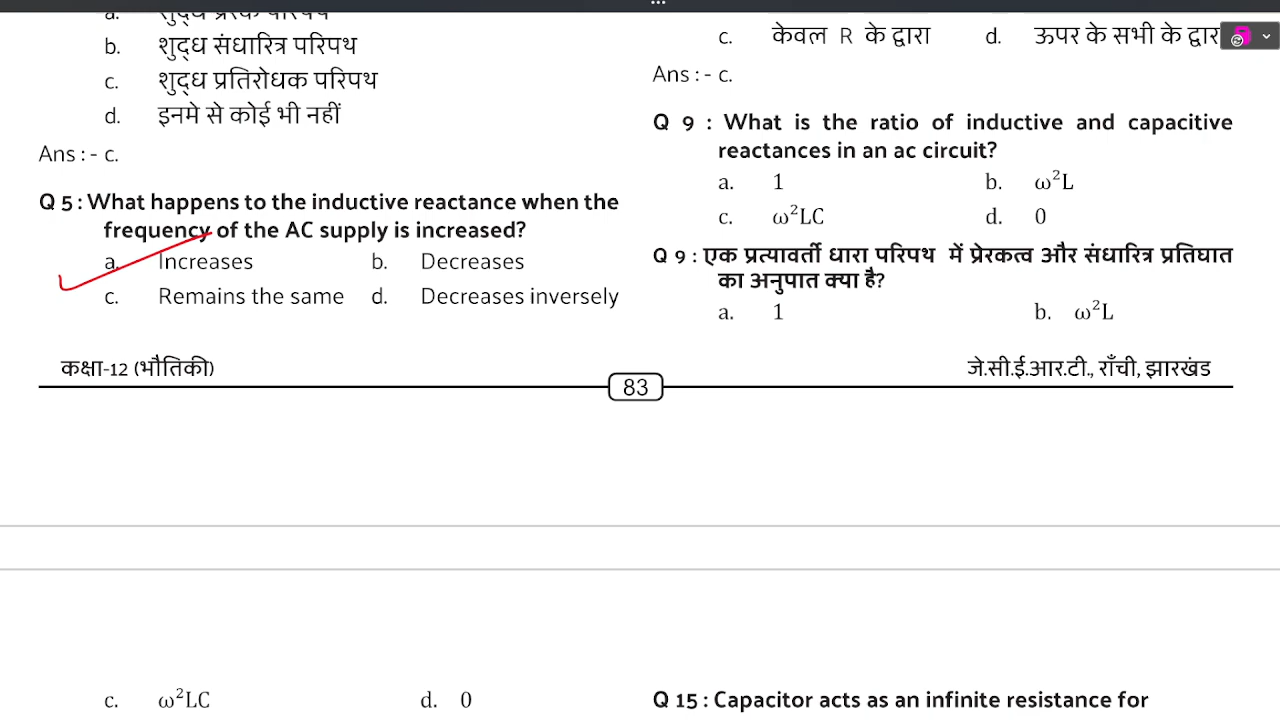 b. शुद्ध संधारित्र परिपथ
c. शुद्ध प्रतिरोधक परिपथ
d. इनमे से कोई भी नहीं
Ans : - c.
Q 5 : What happens to the inductive reactance when the
frequency of the AC supply is increased?
a. Increases b. Decreases
c. Remains the same d. Decreases inversely
c. केवल R के द्वारा d. ऊपर के सभी के
Ans : - c.
Q 9 : What is the ratio of inductive and capacitive
reactances in an ac circuit?
a. 1 b. ω²L
c. ω²LC d. 0
Q 9 : एक प्रत्यावर्ती धारा परिपथ में प्रेरकत्व और संधारित्र प्रतिघात
का अनुपात क्या है?
a. 1 b. ω²L
कक्षा-12 (भौतिकी)
83
जे.सी.ई.आर.टी., राँची, झारखंड
c. ω²LC d. 0
Q 15 : Capacitor acts as an infinite resistance for